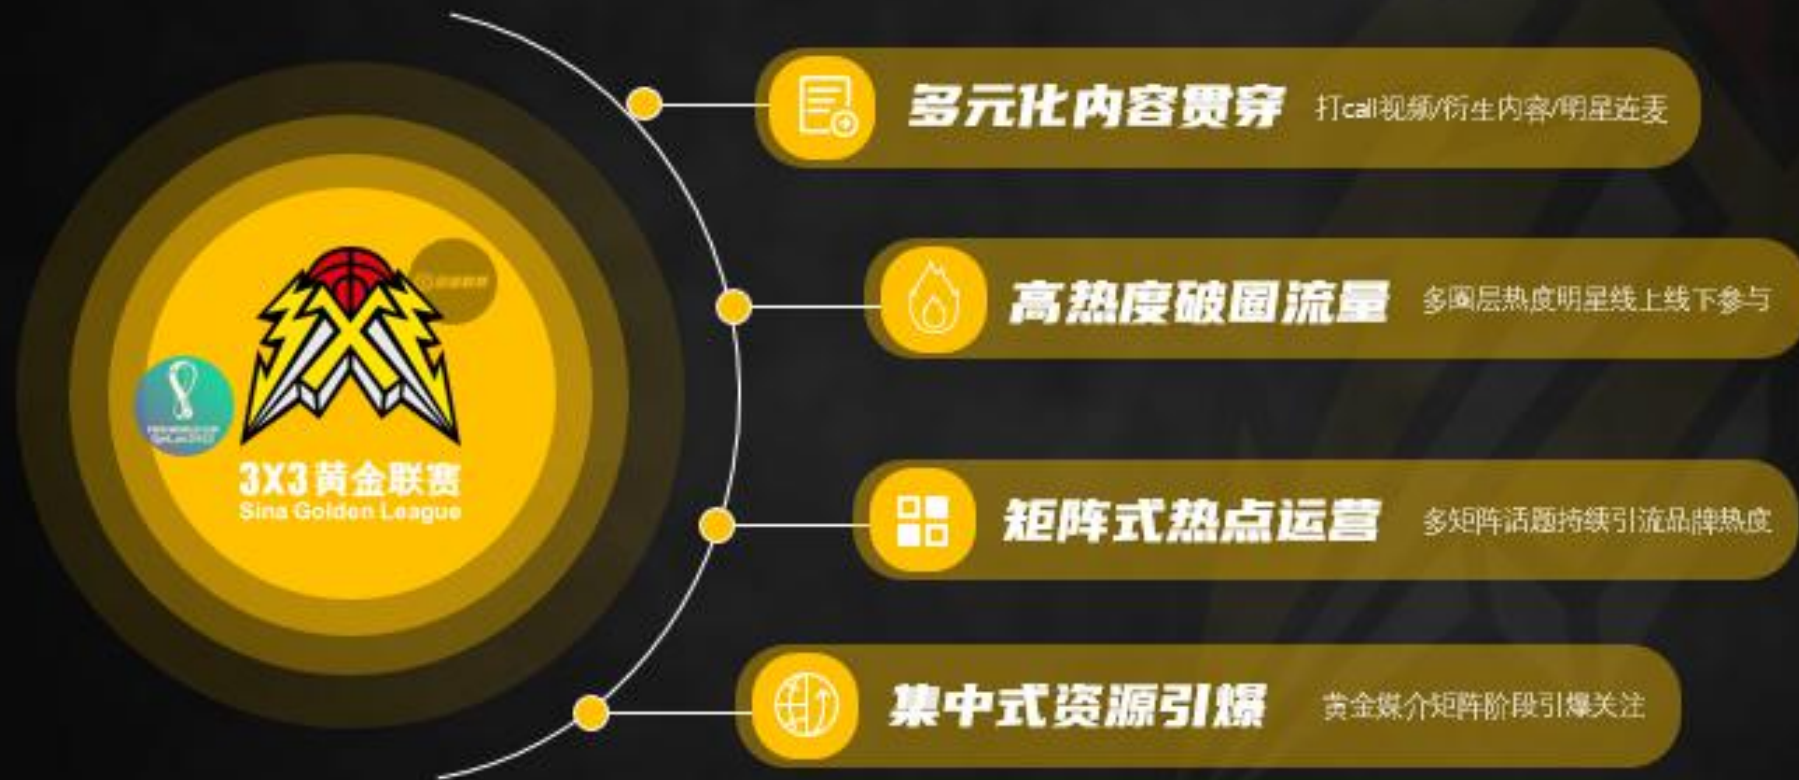 多元化内容贯穿 打call视频/衍生内容/明星连麦
高热度破圈流量 多圈层热度明星线上线下参与
3X3黄金联赛
Sina Golden League
矩阵式热点运营 多矩阵话题持续引流品牌热度
集中式资源引爆 黄金媒介矩阵阶段引爆关注